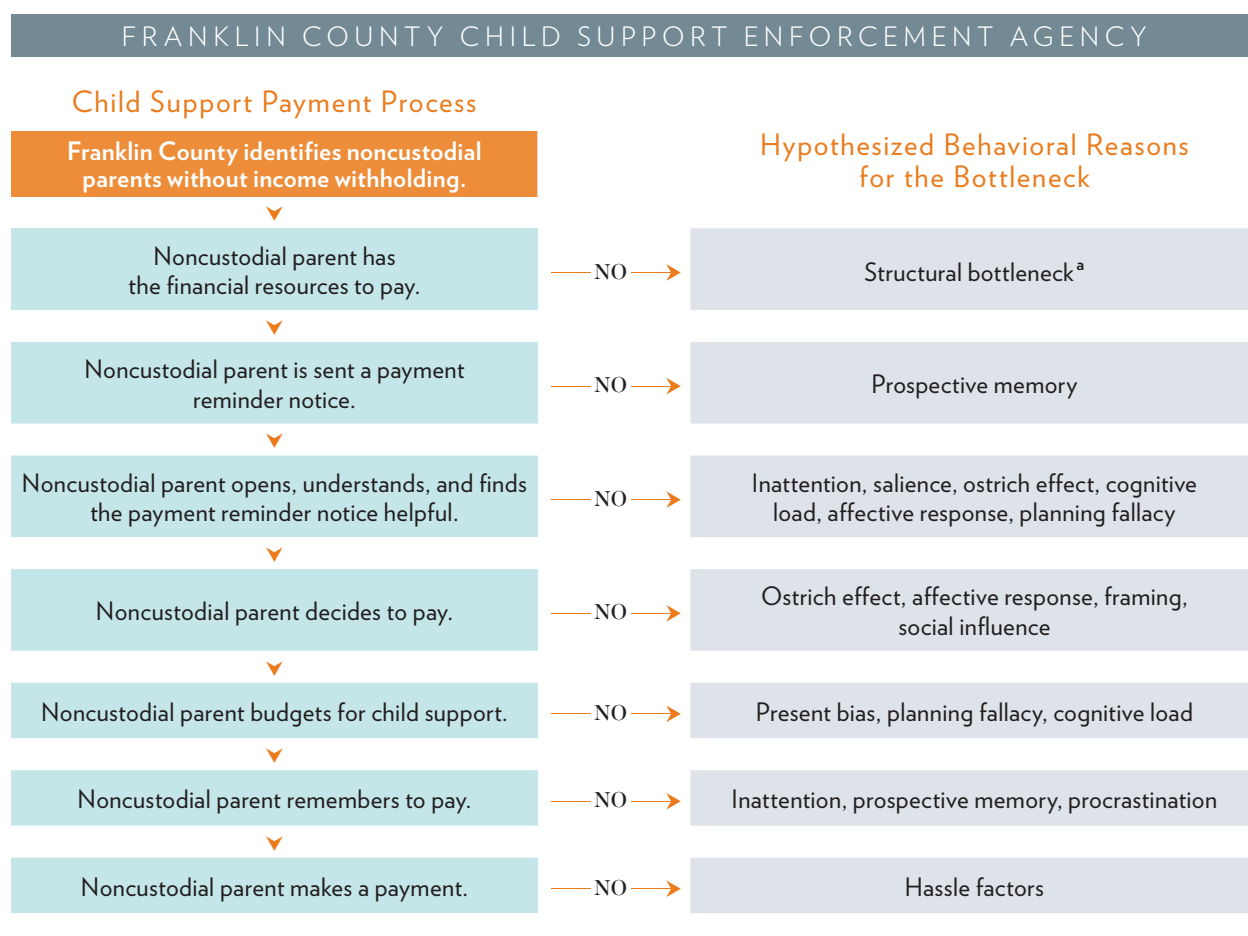 FRANKLIN COUNTY CHILD SUPPORT ENFORCEMENT AGENCY
Child Support Payment Process
Franklin County identifies noncustodial
parents without income withholding.
Hypothesized Behavioral Reasons
for the Bottleneck
Noncustodial parent has
the financial resources to pay.
NO
Structural bottleneckᵃ
Noncustodial parent is sent a payment
reminder notice.
NO
Prospective memory
Noncustodial parent opens, understands, and finds
the payment reminder notice helpful.
NO
Inattention, salience, ostrich effect, cognitive
load, affective response, planning fallacy
Noncustodial parent decides to pay.
NO
Ostrich effect, affective response, framing,
social influence
Noncustodial parent budgets for child support.
NO
Present bias, planning fallacy, cognitive load
Noncustodial parent remembers to pay.
NO
Inattention, prospective memory, procrastination
Noncustodial parent makes a payment.
NO
Hassle factors